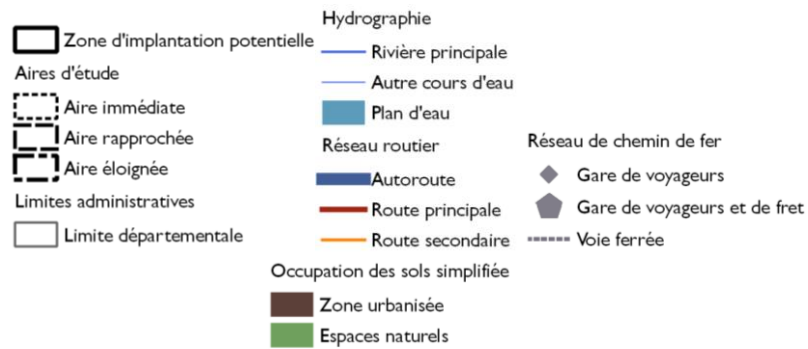 Zone d'implantation potentielle
Aires d'étude
Aire immédiate
Aire rapprochée
Aire éloignée
Limites administratives
Limite départementale
Hydrographie
Rivière principale
Autre cours d'eau
Plan d'eau
Réseau routier
Autoroute
Route principale
Route secondaire
Réseau de chemin de fer
Gare de voyageurs
Gare de voyageurs et de fret
Voie ferrée
Occupation des sols simplifiée
Zone urbanisée
Espaces naturels